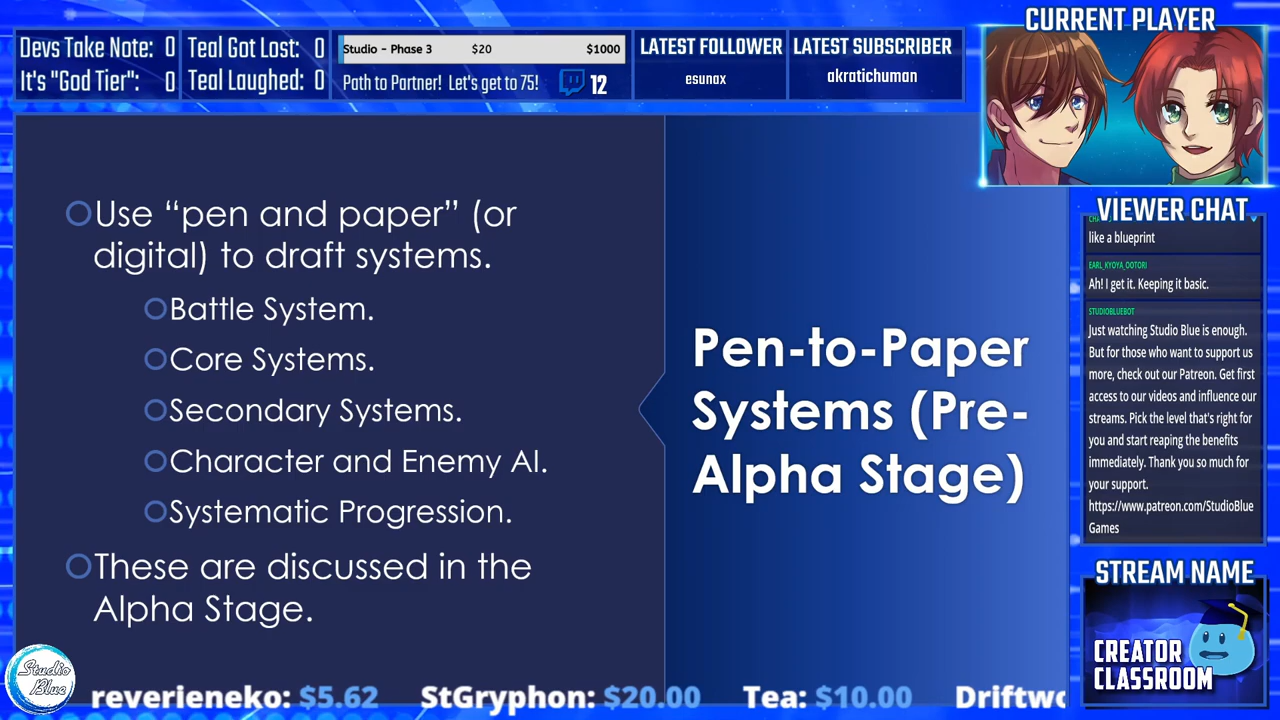 Devs Take Note: 0
It's "God Tier": 0
Teal Got Lost: 0
Teal Laughed: 0
Studio - Phase 3 $20 $1000
Path to Partner! Let's get to 75! 12
LATEST FOLLOWER
esunax
LATEST SUBSCRIBER
akratichuman
CURRENT PLAYER
Use “pen and paper” (or
digital) to draft systems.
Battle System.
Core Systems.
Secondary Systems.
Character and Enemy AI.
Systematic Progression.
These are discussed in the
Alpha Stage.
Pen-to-Paper
Systems (Pre-
Alpha Stage)
VIEWER CHAT
like a blueprint
EARL_KYOYA_OOTORI
Ah! I get it. Keeping it basic.
STUDIOBLUEBOT
Just watching Studio Blue is enough.
But for those who want to support us
more, check out our Patreon. Get first
access to our videos and influence our
streams. Pick the level that's right for
you and start reaping the benefits
immediately. Thank you so much for
your support.
https://www.patreon.com/StudioBlue
Games
STREAM NAME
CREATOR
CLASSROOM
Studio
Blue
reverieneko: $5.62 StGryphon: $20.00 Tea: $10.00 Driftwo